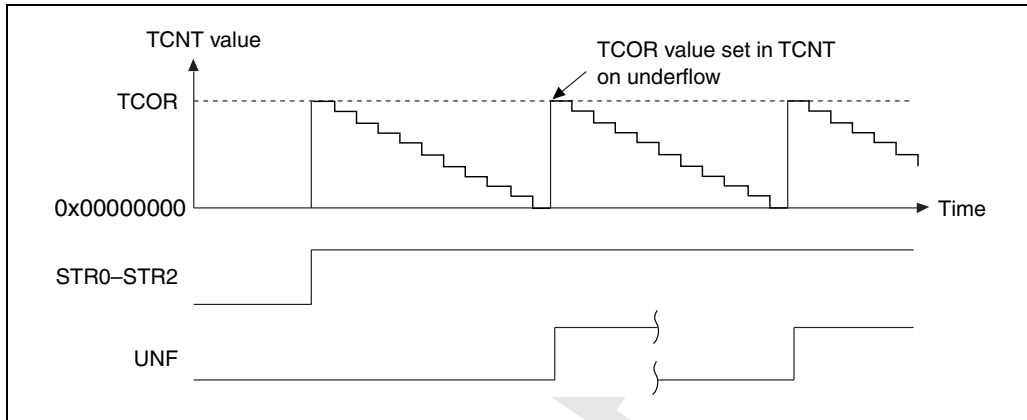 TCNT value
TCOR value set in TCNT
on underflow
TCOR
0x00000000
Time
STR0–STR2
UNF